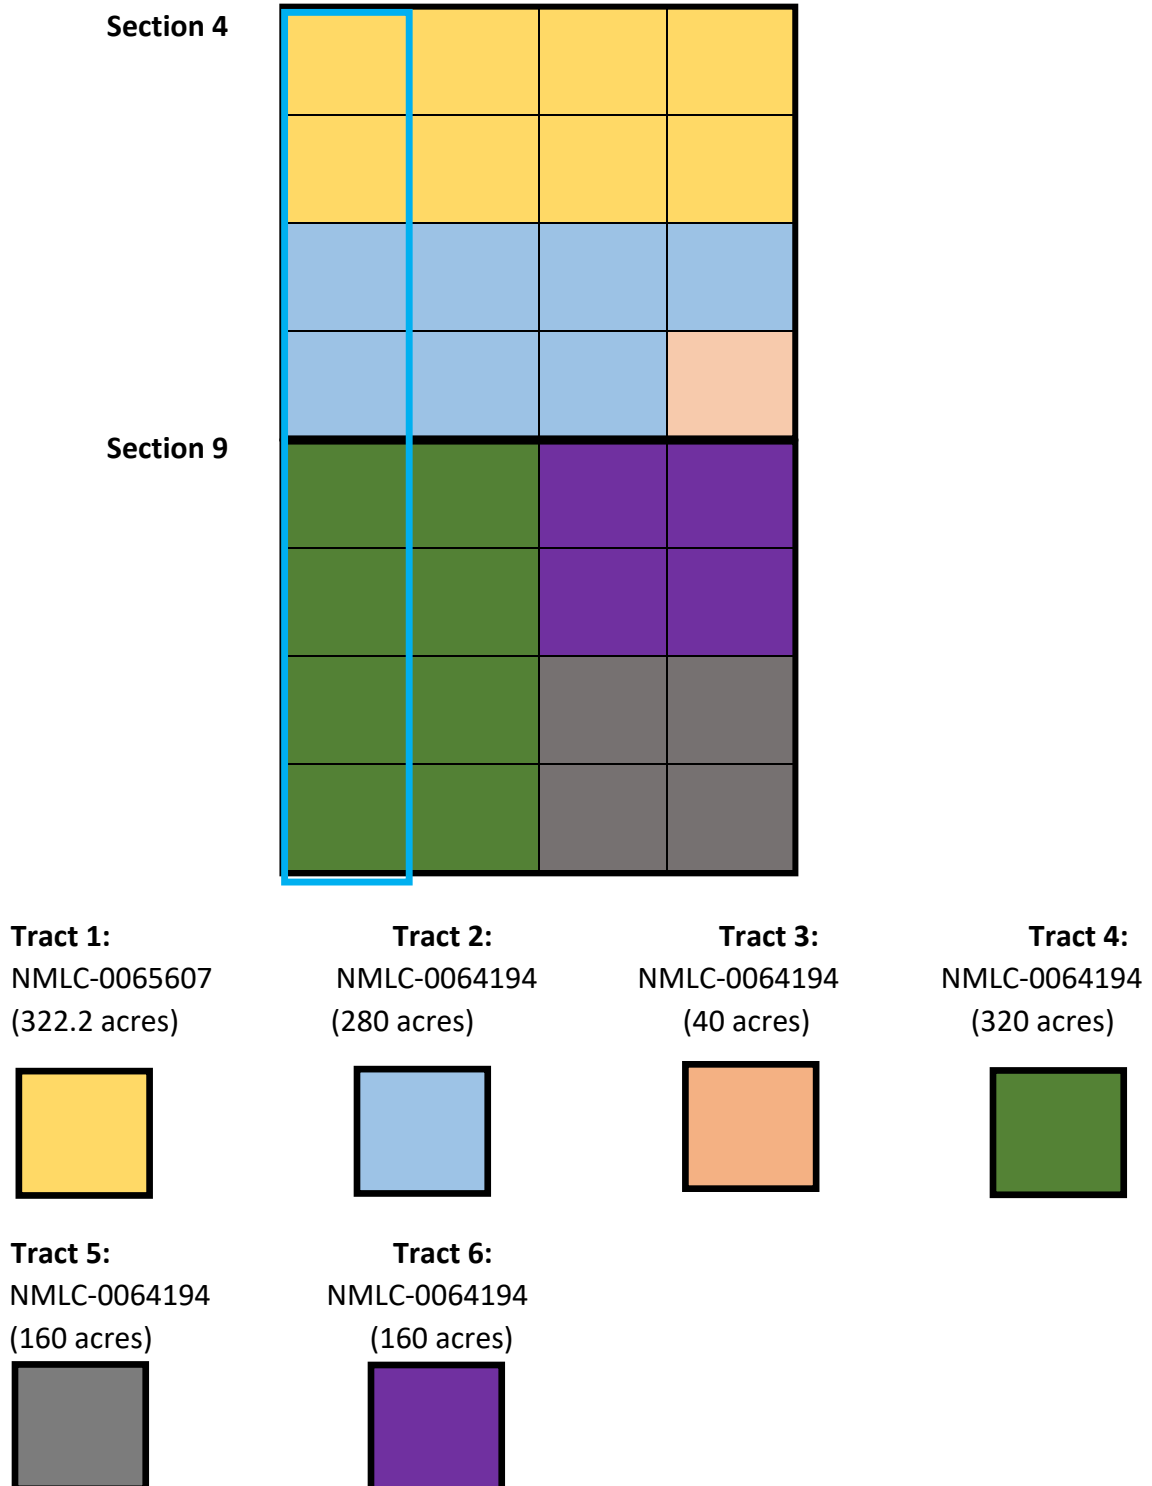 Section 4
Section 9
Tract 1: Tract 2: Tract 3: Tract 4:
NMLC-0065607 NMLC-0064194 NMLC-0064194 NMLC-0064194
(322.2 acres) (280 acres) (40 acres) (320 acres)
Tract 5: Tract 6:
NMLC-0064194 NMLC-0064194
(160 acres) (160 acres)